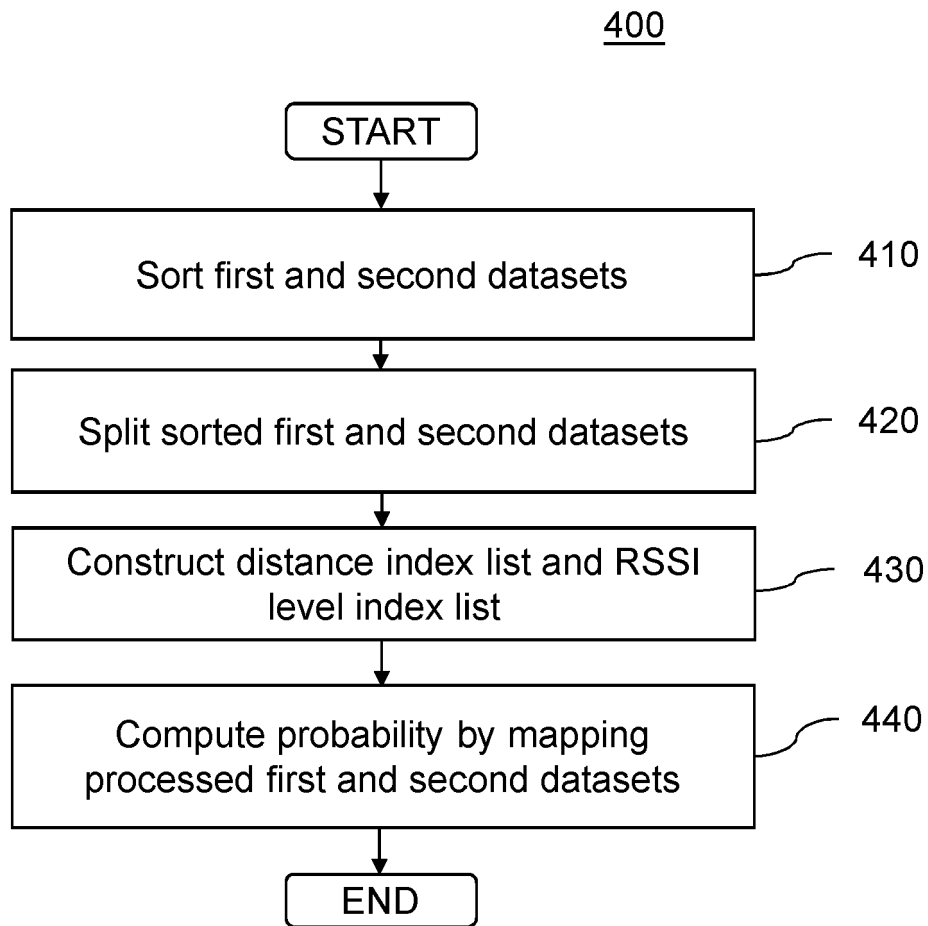 400
START
Sort first and second datasets
410
Split sorted first and second datasets
420
Construct distance index list and RSSI
level index list
430
Compute probability by mapping
processed first and second datasets
440
END